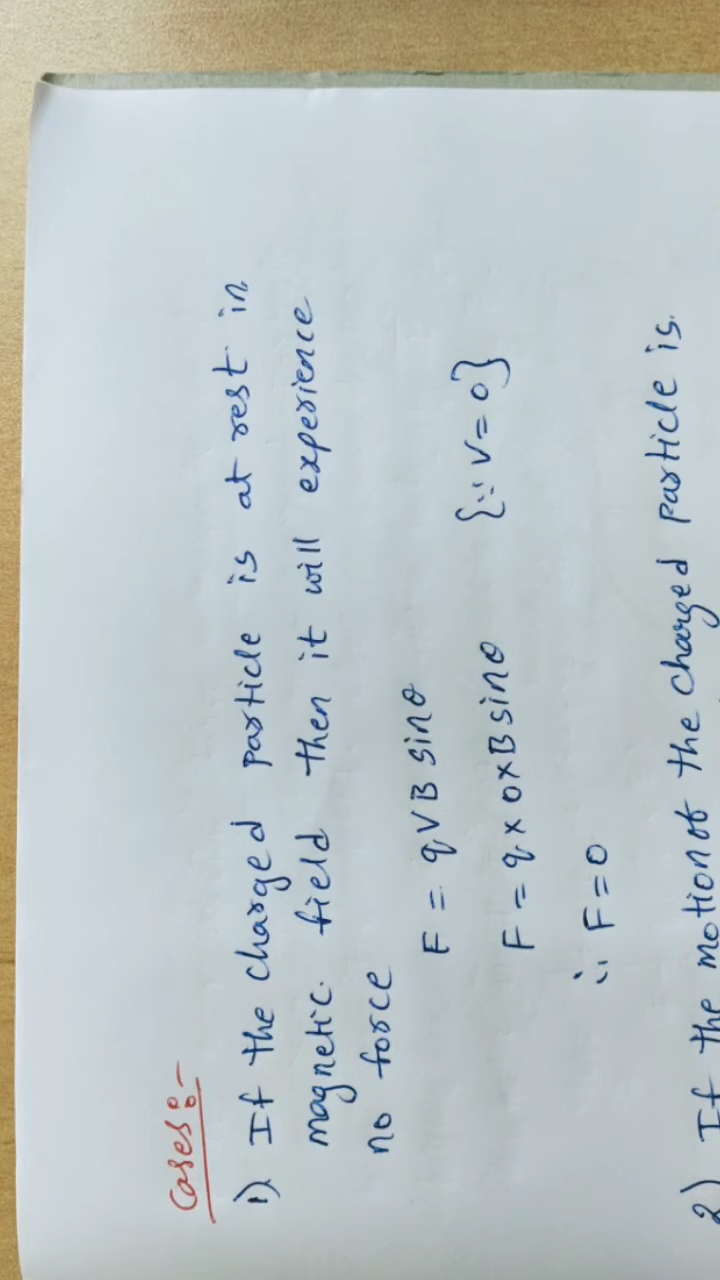 Cases:-
1) If the charged particle is at rest in
magnetic field then it will experience
no force
F = qVB sinθ
F = q x 0 x B sinθ {∵ V = 0}
∴ F = 0
2) If the motion of the charged particle is